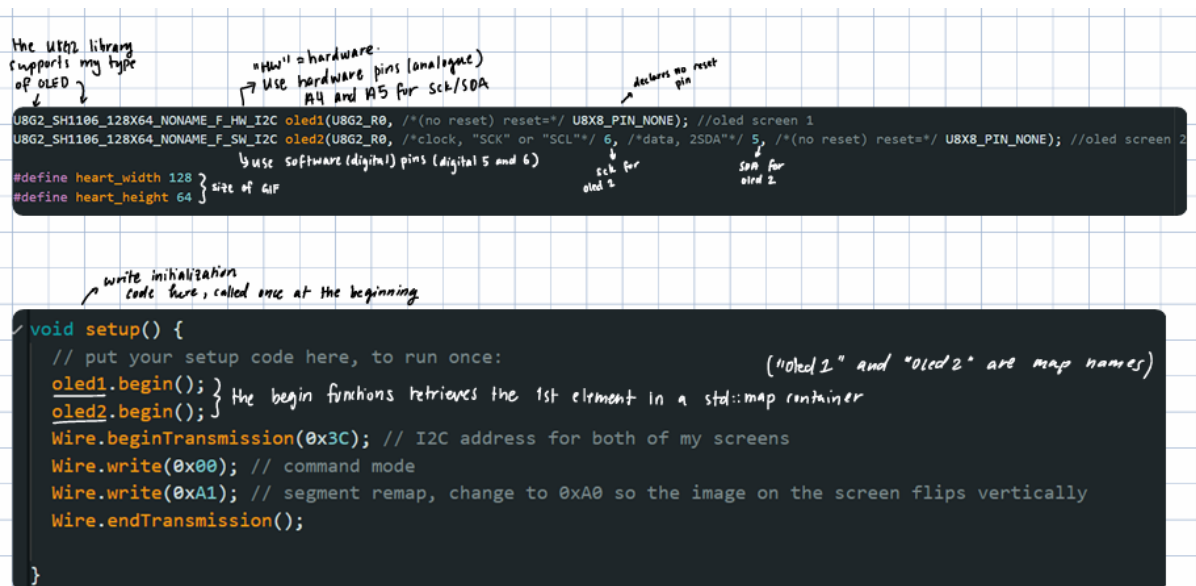 the U8G2 library
supports my type
of OLED
"HW" = hardware.
use hardware pins (analogue)
A4 and A5 for Sck/SDA
declares no reset
pin
U8G2_SH1106_128X64_NONAME_F_HW_I2C oled1(U8G2_R0, /*(no reset) reset=*/ U8X8_PIN_NONE); //oled screen 1
U8G2_SH1106_128X64_NONAME_F_SW_I2C oled2(U8G2_R0, /*clock, "SCK" or "SCL"*/ 6, /*data, 2SDA"*/ 5, /*(no reset) reset=*/ U8X8_PIN_NONE); //oled screen 2
use software (digital) pins (digital 5 and 6)
sck for
oled 2
SDA for
oled 2
#define heart_width 128
#define heart_height 64
size of GIF
write initialization
code here, called once at the beginning
void setup() {
// put your setup code here, to run once:
("oled 1" and "oled 2" are map names)
oled1.begin();
oled2.begin();
the begin functions retrieves the 1st element in a std::map container
Wire.beginTransmission(0x3C); // I2C address for both of my screens
Wire.write(0x00); // command mode
Wire.write(0xA1); // segment remap, change to 0xA0 so the image on the screen flips vertically
Wire.endTransmission();
}